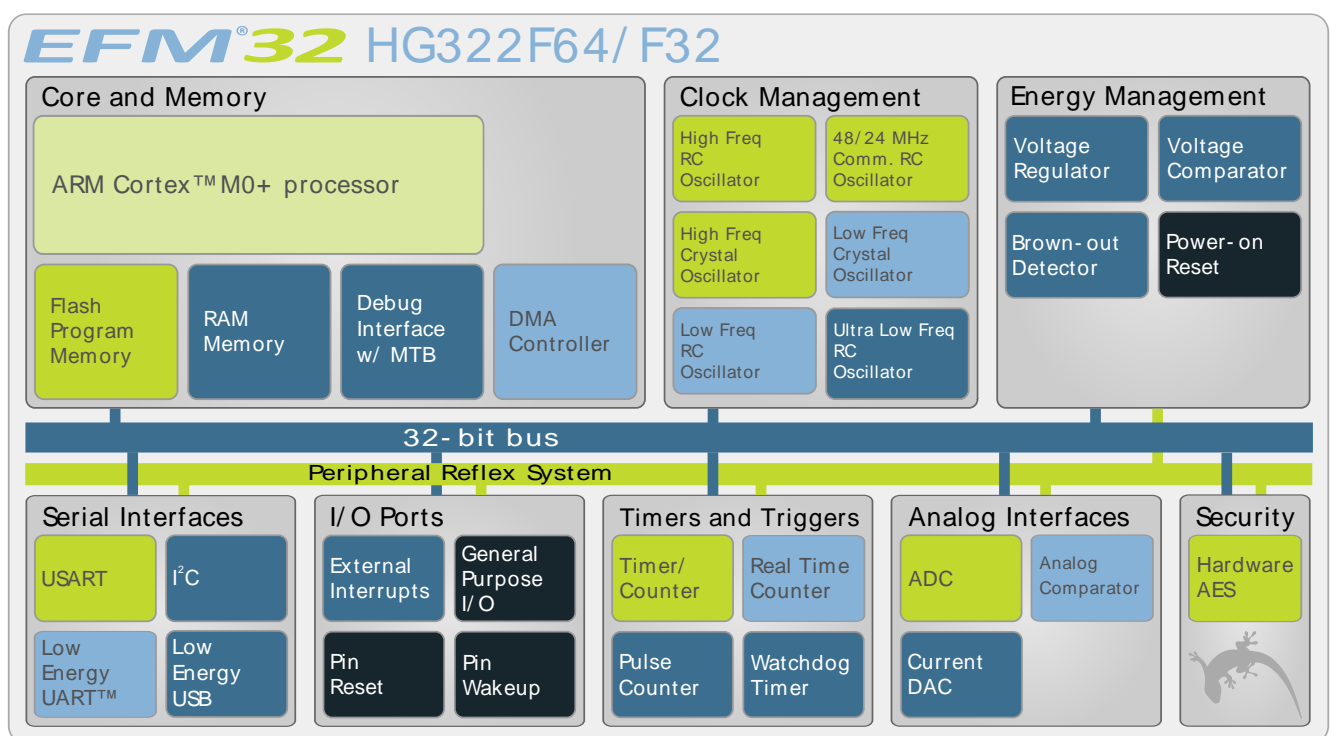 EFM®32 HG322F64/F32
Core and Memory
ARM Cortex™ M0+ processor
Flash
Program
Memory
RAM
Memory
Debug
Interface
w/ MTB
DMA
Controller
Clock Management
High Freq
RC
Oscillator
48/24 MHz
Comm. RC
Oscillator
High Freq
Crystal
Oscillator
Low Freq
Crystal
Oscillator
Low Freq
RC
Oscillator
Ultra Low Freq
RC
Oscillator
Energy Management
Voltage
Regulator
Voltage
Comparator
Brown-out
Detector
Power-on
Reset
32-bit bus
Peripheral Reflex System
Serial Interfaces
USART
I²C
Low
Energy
UART™
Low
Energy
USB
I/O Ports
External
Interrupts
General
Purpose
I/O
Pin
Reset
Pin
Wakeup
Timers and Triggers
Timer/
Counter
Real Time
Counter
Pulse
Counter
Watchdog
Timer
Analog Interfaces
ADC
Analog
Comparator
Current
DAC
Security
Hardware
AES